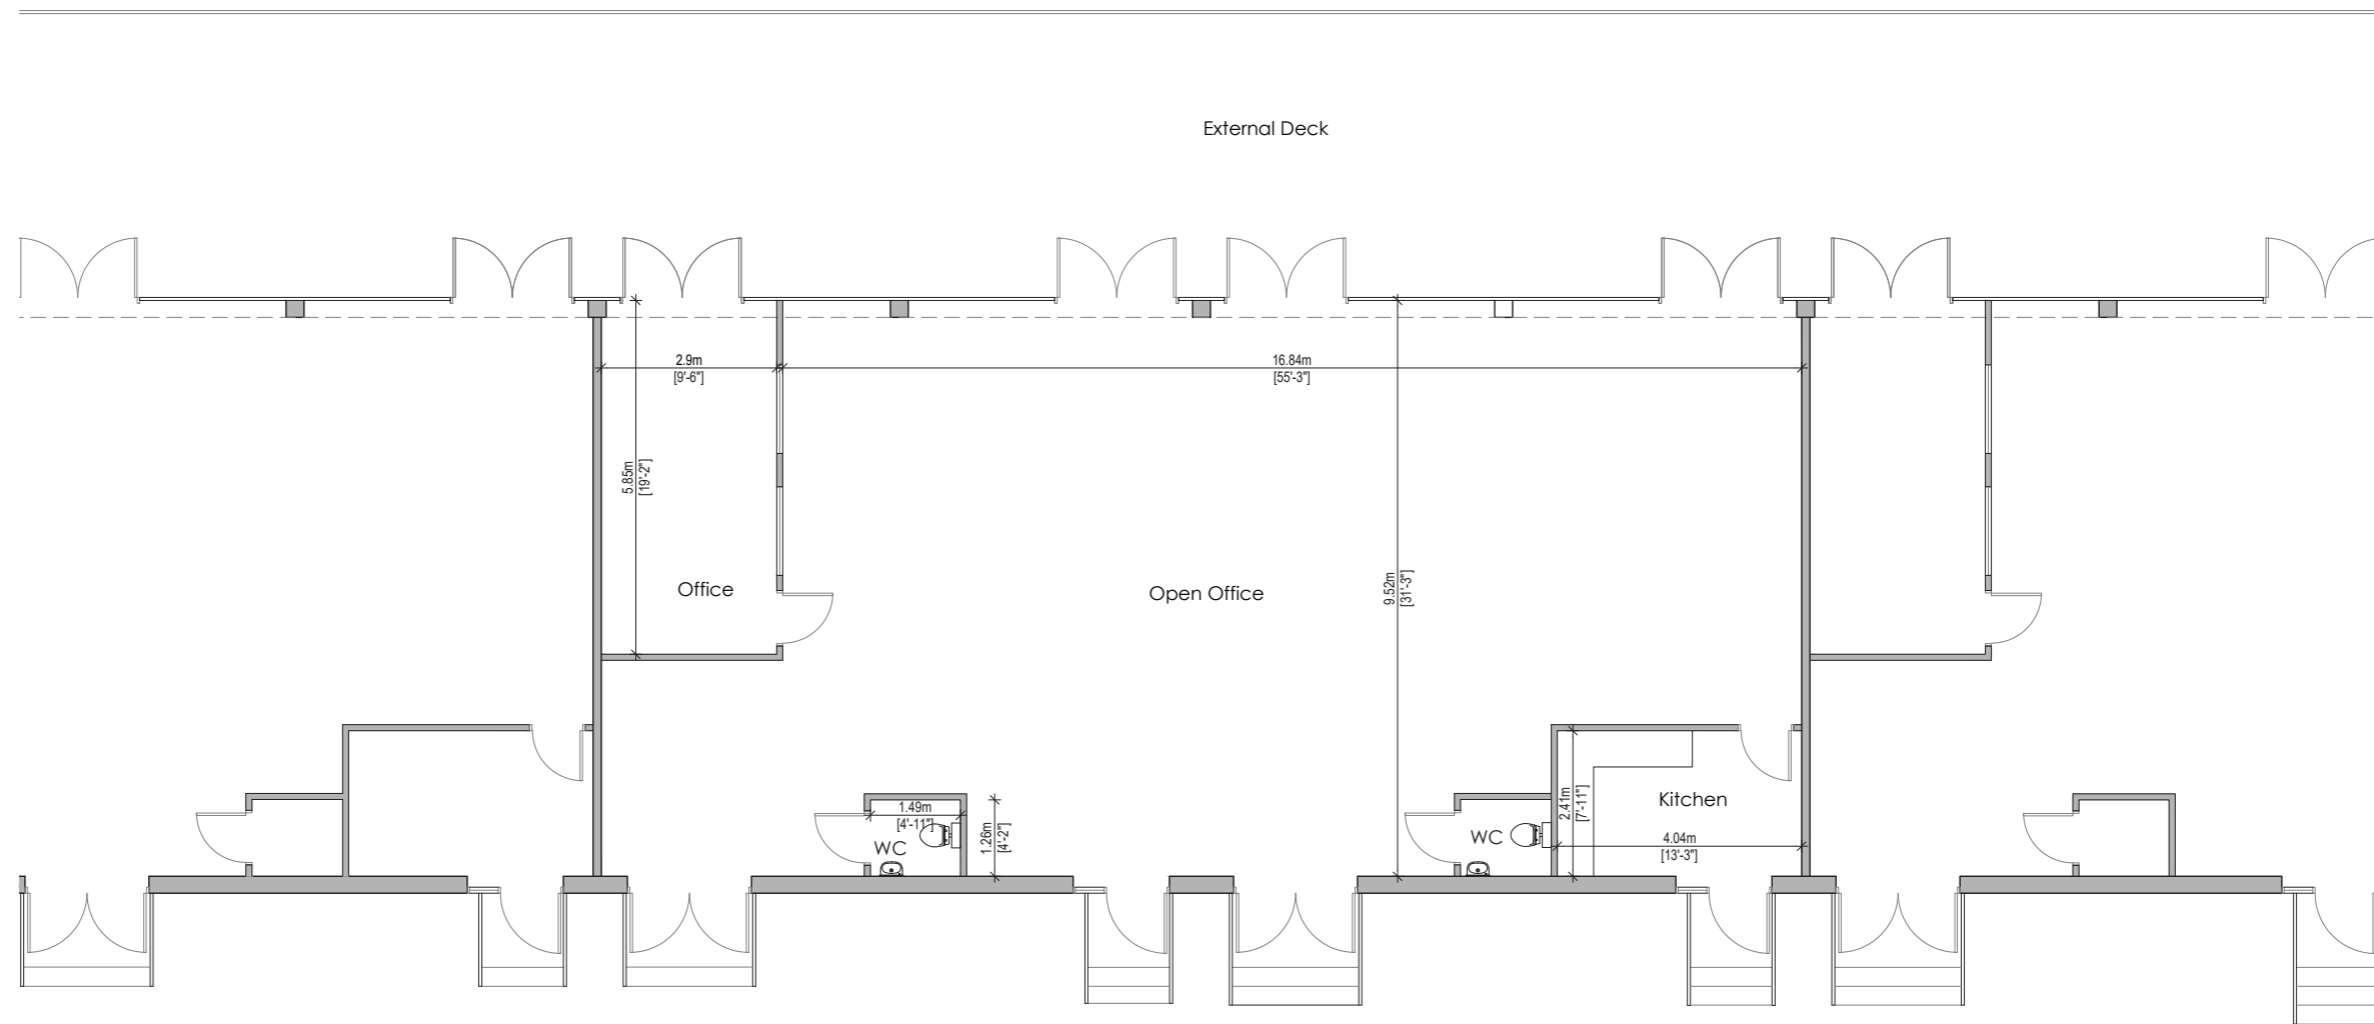 External Deck
2.9m
[9'-6"]
16.84m
[55'-3"]
5.85m
[19'-2"]
Office
Open Office
9.52m
[31'-3"]
1.49m
[4'-11"]
WC
1.26m
[4'-2"]
WC
2.41m
[7'-11"]
Kitchen
4.04m
[13'-3"]